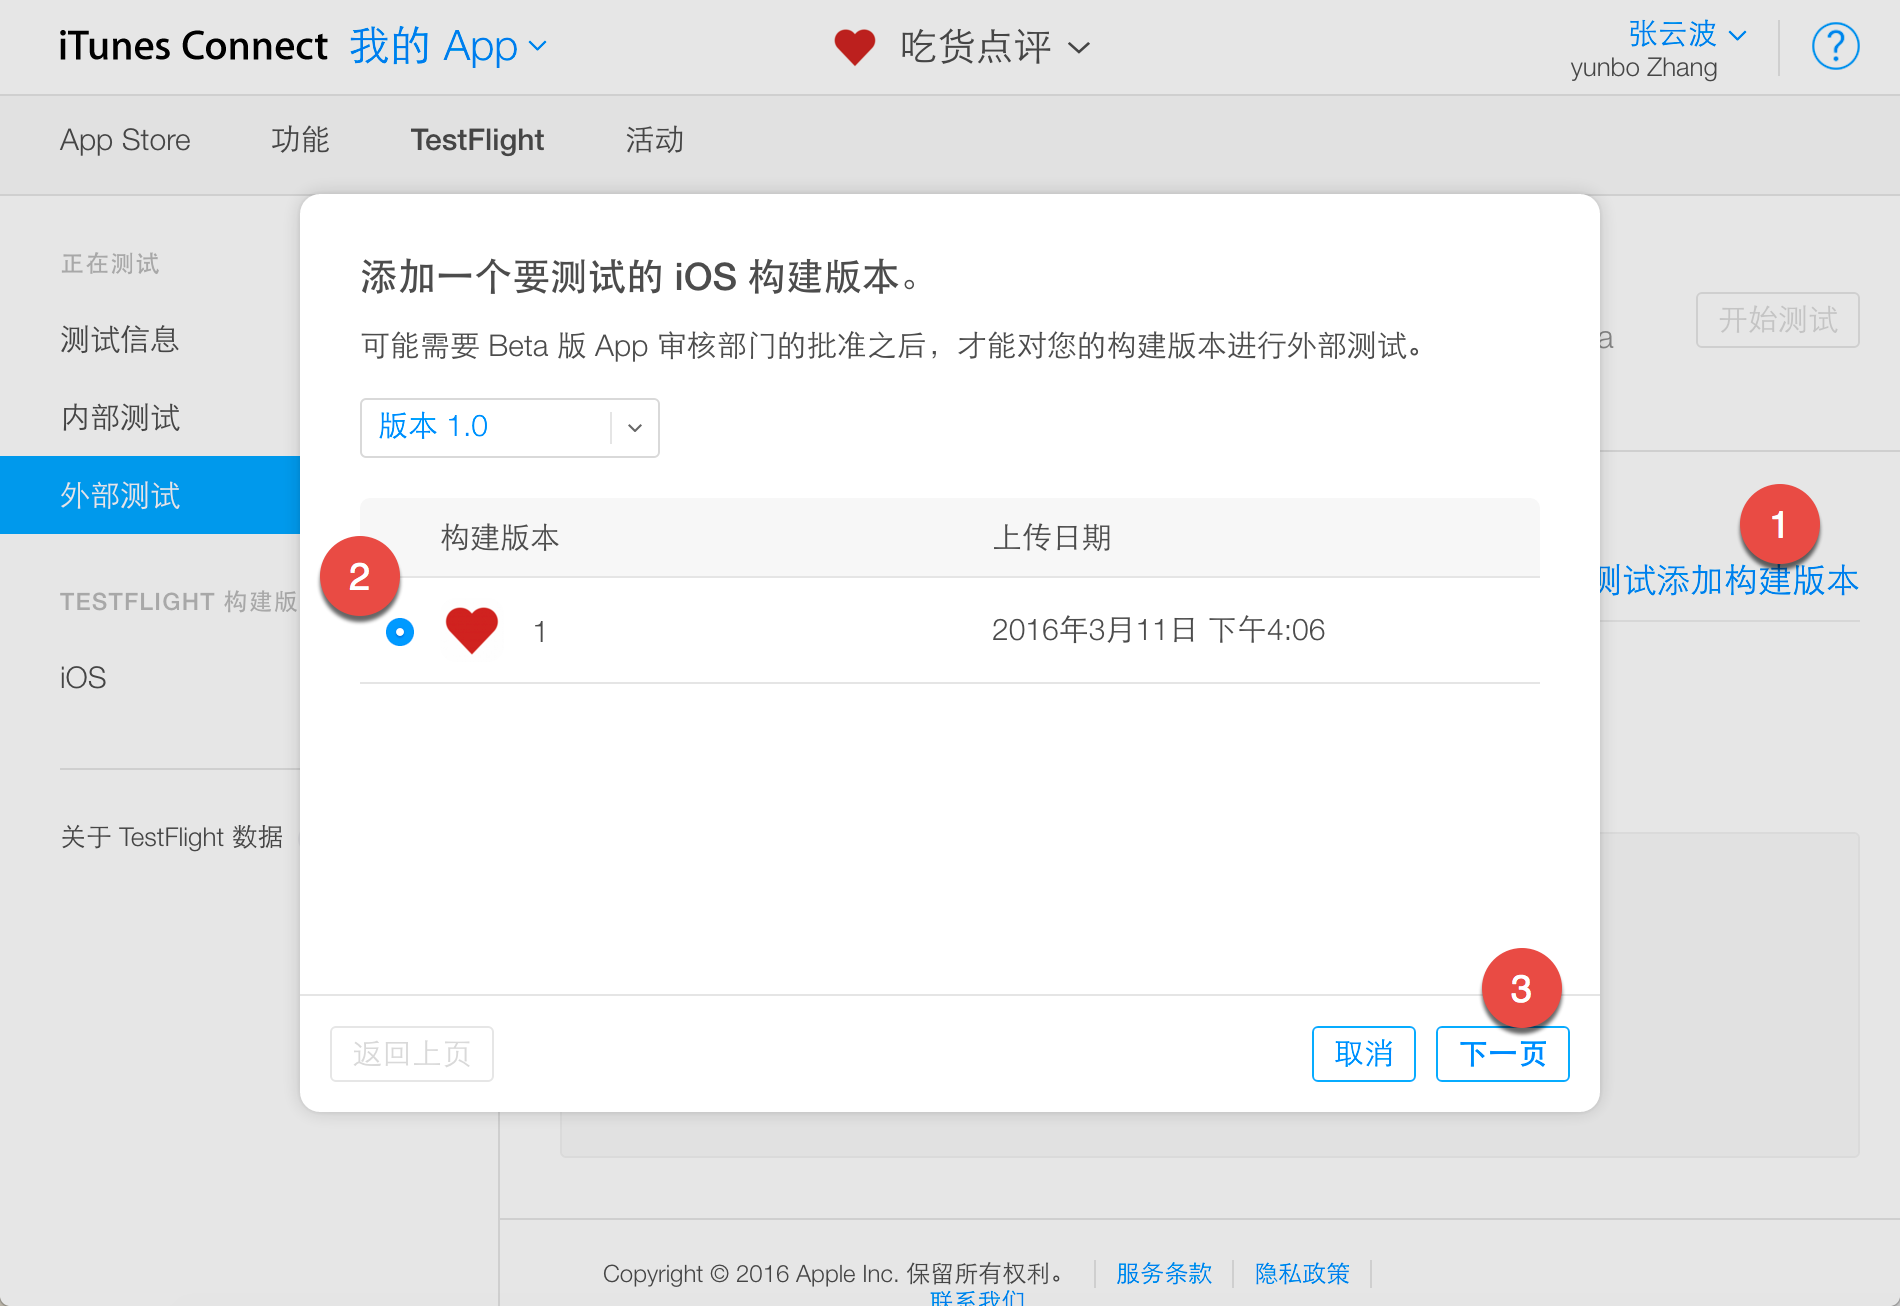 iTunes Connect 我的 App
吃货点评
张云波
yunbo Zhang
?
App Store 功能 TestFlight 活动
正在测试
测试信息
内部测试
外部测试
TESTFLIGHT 构建版
iOS
关于 TestFlight 数据
添加一个要测试的 iOS 构建版本。
可能需要 Beta 版 App 审核部门的批准之后，才能对您的构建版本进行外部测试。
版本 1.0
构建版本 上传日期
1 2016年3月11日 下午4:06
返回上页 取消 下一页
a 开始测试
1
测试添加构建版本
2
3
Copyright © 2016 Apple Inc. 保留所有权利。 服务条款 隐私政策
联系我们